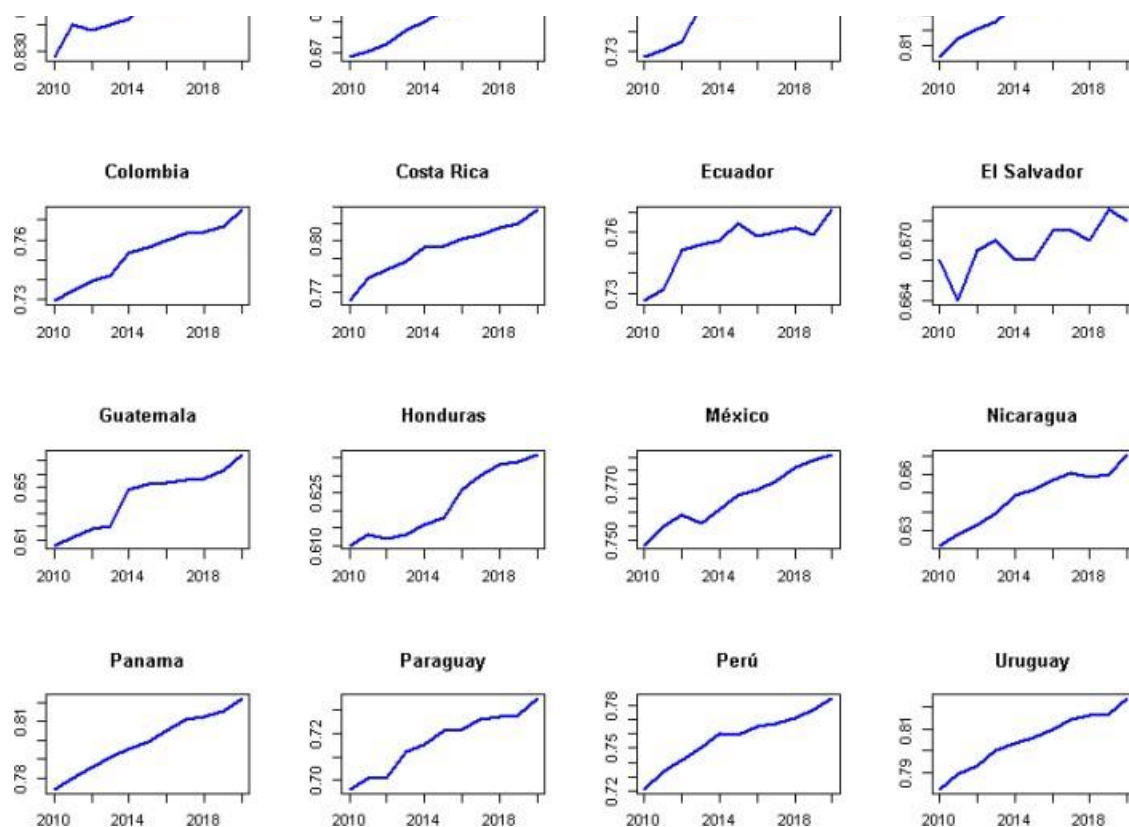 0.830 0.67 0.73 0.81
2010 2014 2018 2010 2014 2018 2010 2014 2018 2010 2014 2018
Colombia Costa Rica Ecuador El Salvador
0.76 0.80 0.76 0.670
0.73 0.77 0.73 0.664
2010 2014 2018 2010 2014 2018 2010 2014 2018 2010 2014 2018
Guatemala Honduras México Nicaragua
0.65 0.625 0.770 0.66
0.61 0.610 0.750 0.63
2010 2014 2018 2010 2014 2018 2010 2014 2018 2010 2014 2018
Panama Paraguay Perú Uruguay
0.81 0.72 0.78 0.81
0.78 0.70 0.75 0.79
0.72
2010 2014 2018 2010 2014 2018 2010 2014 2018 2010 2014 2018